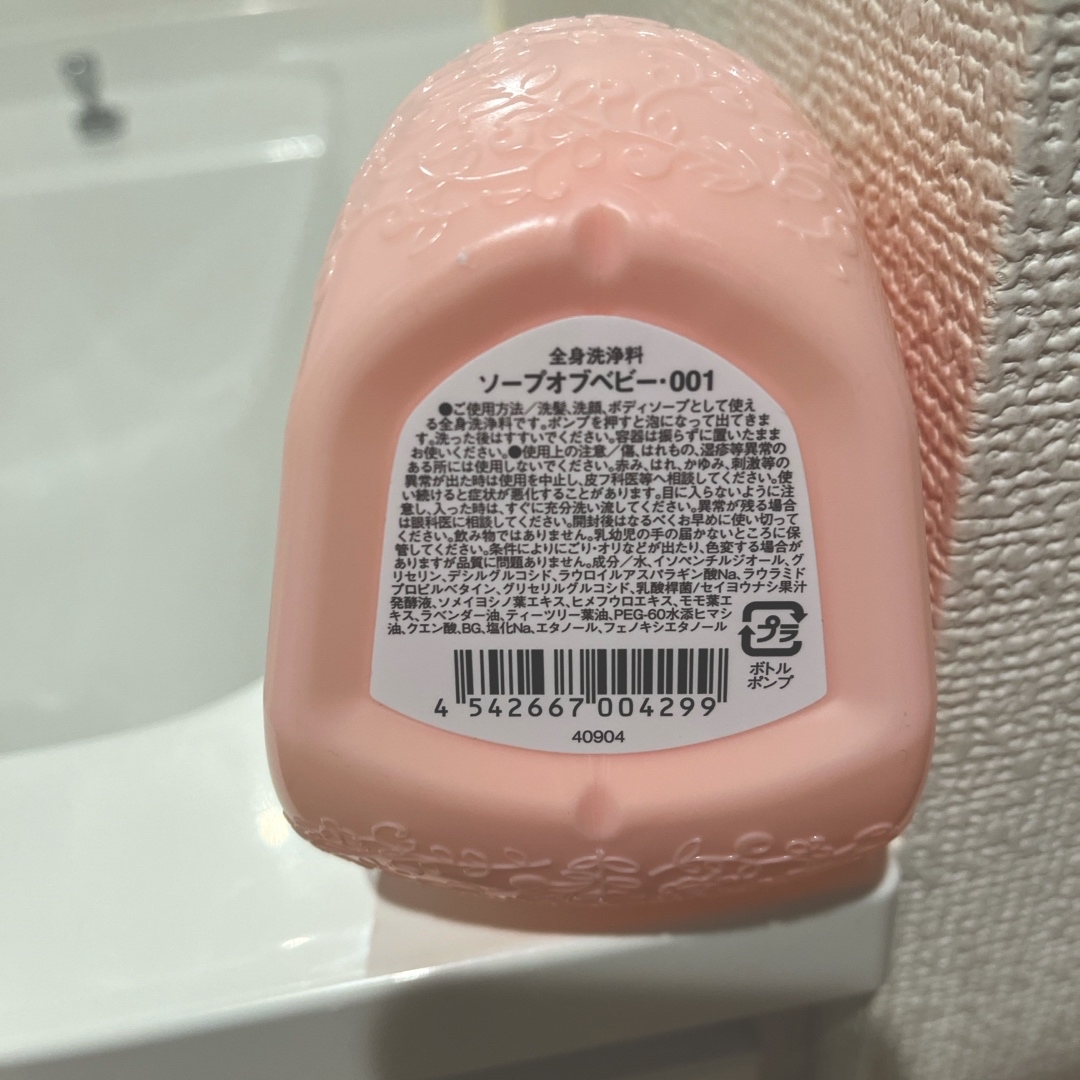 全身洗浄料
ソープオブベビー・001
●ご使用方法／洗髪、洗顔、ボディソープとして使え
る全身洗浄料です。ポンプを押すと泡になって出てきま
す。洗った後はすすいでください。容器は振らずに置いたまま
お使いください。●使用上の注意／傷、はれもの、湿疹等異常の
ある所には使用しないでください。赤み、はれ、かゆみ、刺激等の
異常が出た時は使用を中止し、皮フ科医等へ相談してください。使
い続けると症状が悪化することがあります。目に入らないように注
意し、入った時は、すぐに充分洗い流してください。異常が残る場合
は眼科医に相談してください。開封後はなるべくお早めに使い切って
ください。飲み物ではありません。乳幼児の手の届かないところに保
管してください。条件によりにごり・オリなどが出たり、色変する場合が
ありますが品質に問題ありません。成分／水、イソペンチルジオール、グ
リセリン、デシルグルコシド、ラウロイルアスパラギン酸Na、ラウラミド
プロピルベタイン、グリセリルグルコシド、乳酸桿菌/セイヨウナシ果汁
発酵液、ソメイヨシノ葉エキス、ヒメフウロエキス、モモ葉エ
キス、ラベンダー油、ティーツリー葉油、PEG-60水添ヒマシ
油、クエン酸、BG、塩化Na、エタノール、フェノキシエタノール
プラ
ボトル
ポンプ
4 542667 004299
40904